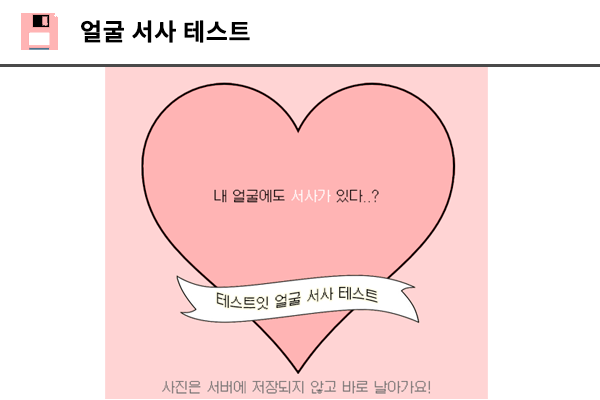 얼굴 서사 테스트
내 얼굴에도 서사가 있다..?
테스트잇 얼굴 서사 테스트
사진은 서버에 저장되지 않고 바로 날아가요!